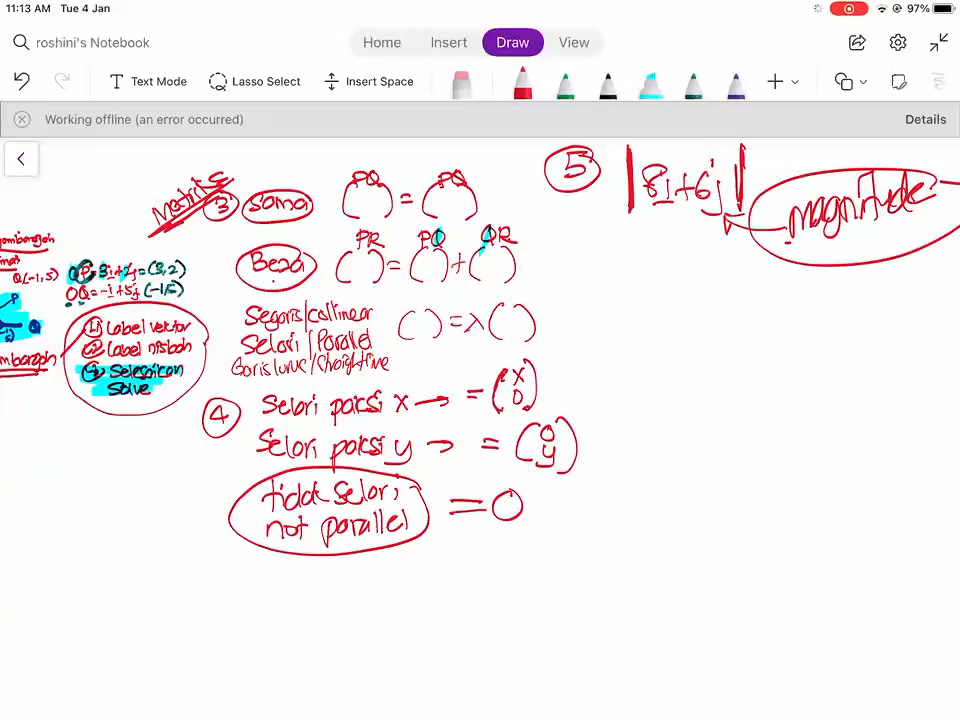 11:13 AM Tue 4 Jan
97%
roshini's Notebook
Home Insert Draw View
Text Mode Lasso Select Insert Space
Working offline (an error occurred)
Details
3 sama
PQ = PQ
Beza
PR = PQ + QR
( ) = ( ) + ( )
Segaris/collinear
Selari/Parallel
Garis lurus/straight line
( ) = λ ( )
4 Selari paksi x → = (x 0)
Selari paksi y → = (0 y)
tidak selari
not parallel
= 0
5 |8i+6j|
magnitude
Q(-1,5)
OP = 3i+2j = (3,2)
OQ = -i+5j (-1,5)
1 Label vektor
2 Label nisbah
3 Selesaikan
Solve
P
Q